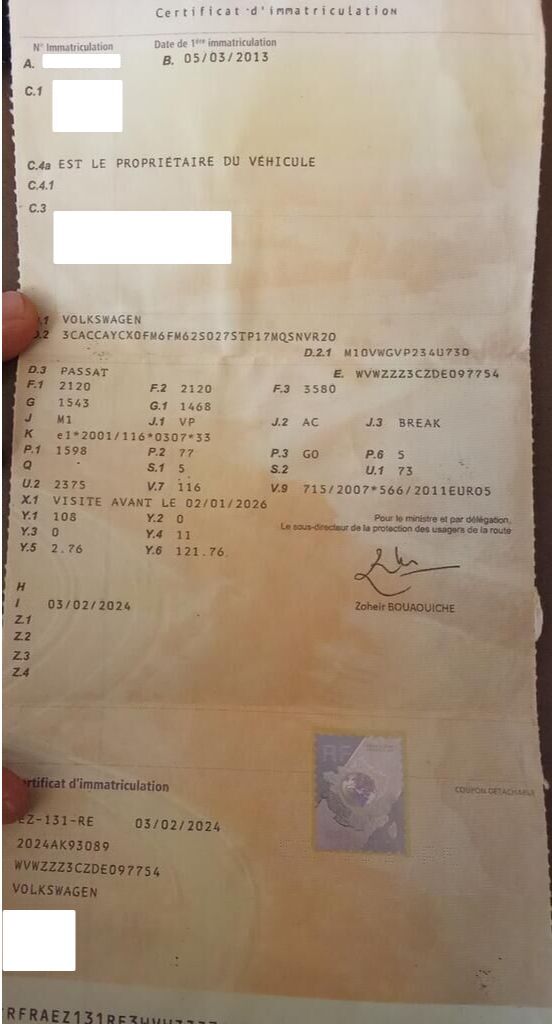 Certificat d'immatriculation
N° Immatriculation Date de 1ère immatriculation
A. B. 05/03/2013
C.1
C.4a EST LE PROPRIÉTAIRE DU VÉHICULE
C.4.1
C.3
.1 VOLKSWAGEN
D.2 3CACCAYCX0FM6FM62S027STP17MQSNVR20
D.2.1 M10VWGVP234U730
D.3 PASSAT E. WVWZZZ3CZDE097754
F.1 2120 F.2 2120 F.3 3580
G 1543 G.1 1468
J M1 J.1 VP J.2 AC J.3 BREAK
K e1*2001/116*0307*33
P.1 1598 P.2 77 P.3 GO P.6 5
Q S.1 5 S.2 U.1 73
U.2 2375 V.7 116 V.9 715/2007*566/2011EURO5
X.1 VISITE AVANT LE 02/01/2026
Y.1 108 Y.2 0 Pour le ministre et par délégation,
Y.3 0 Y.4 11 Le sous-directeur de la protection des usagers de la route
Y.5 2.76 Y.6 121.76
H
I 03/02/2024 Zoheir BOUAOUICHE
Z.1
Z.2
Z.3
Z.4
RF
ertificat d'immatriculation COUPON DÉTACHABLE
EZ-131-RE 03/02/2024
2024AK93089
WVWZZZ3CZDE097754
VOLKSWAGEN